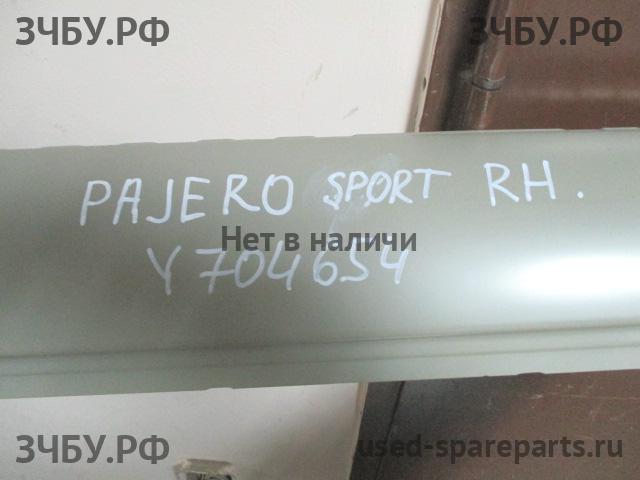 ЗЧБУ.РФ ЗЧБУ.РФ
PAJERO SPORT RH.
Нет в наличи
Y704654
ЗЧБУ.РФ used-spareparts.ru